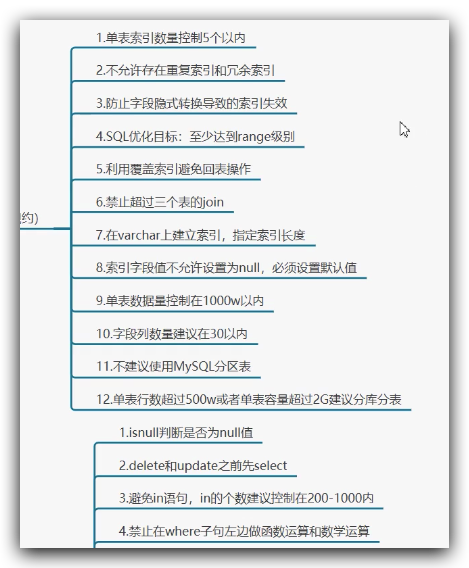 1.单表索引数量控制5个以内
2.不允许存在重复索引和冗余索引
3.防止字段隐式转换导致的索引失效
4.SQL优化目标：至少达到range级别
5.利用覆盖索引避免回表操作
6.禁止超过三个表的join
约）
7.在varchar上建立索引，指定索引长度
8.索引字段值不允许设置为null，必须设置默认值
9.单表数据量控制在1000w以内
10.字段列数量建议在30以内
11.不建议使用MySQL分区表
12.单表行数超过500w或者单表容量超过2G建议分库分表
1.isnull判断是否为null值
2.delete和update之前先select
3.避免in语句，in的个数建议控制在200-1000内
4.禁止在where子句左边做函数运算和数学运算